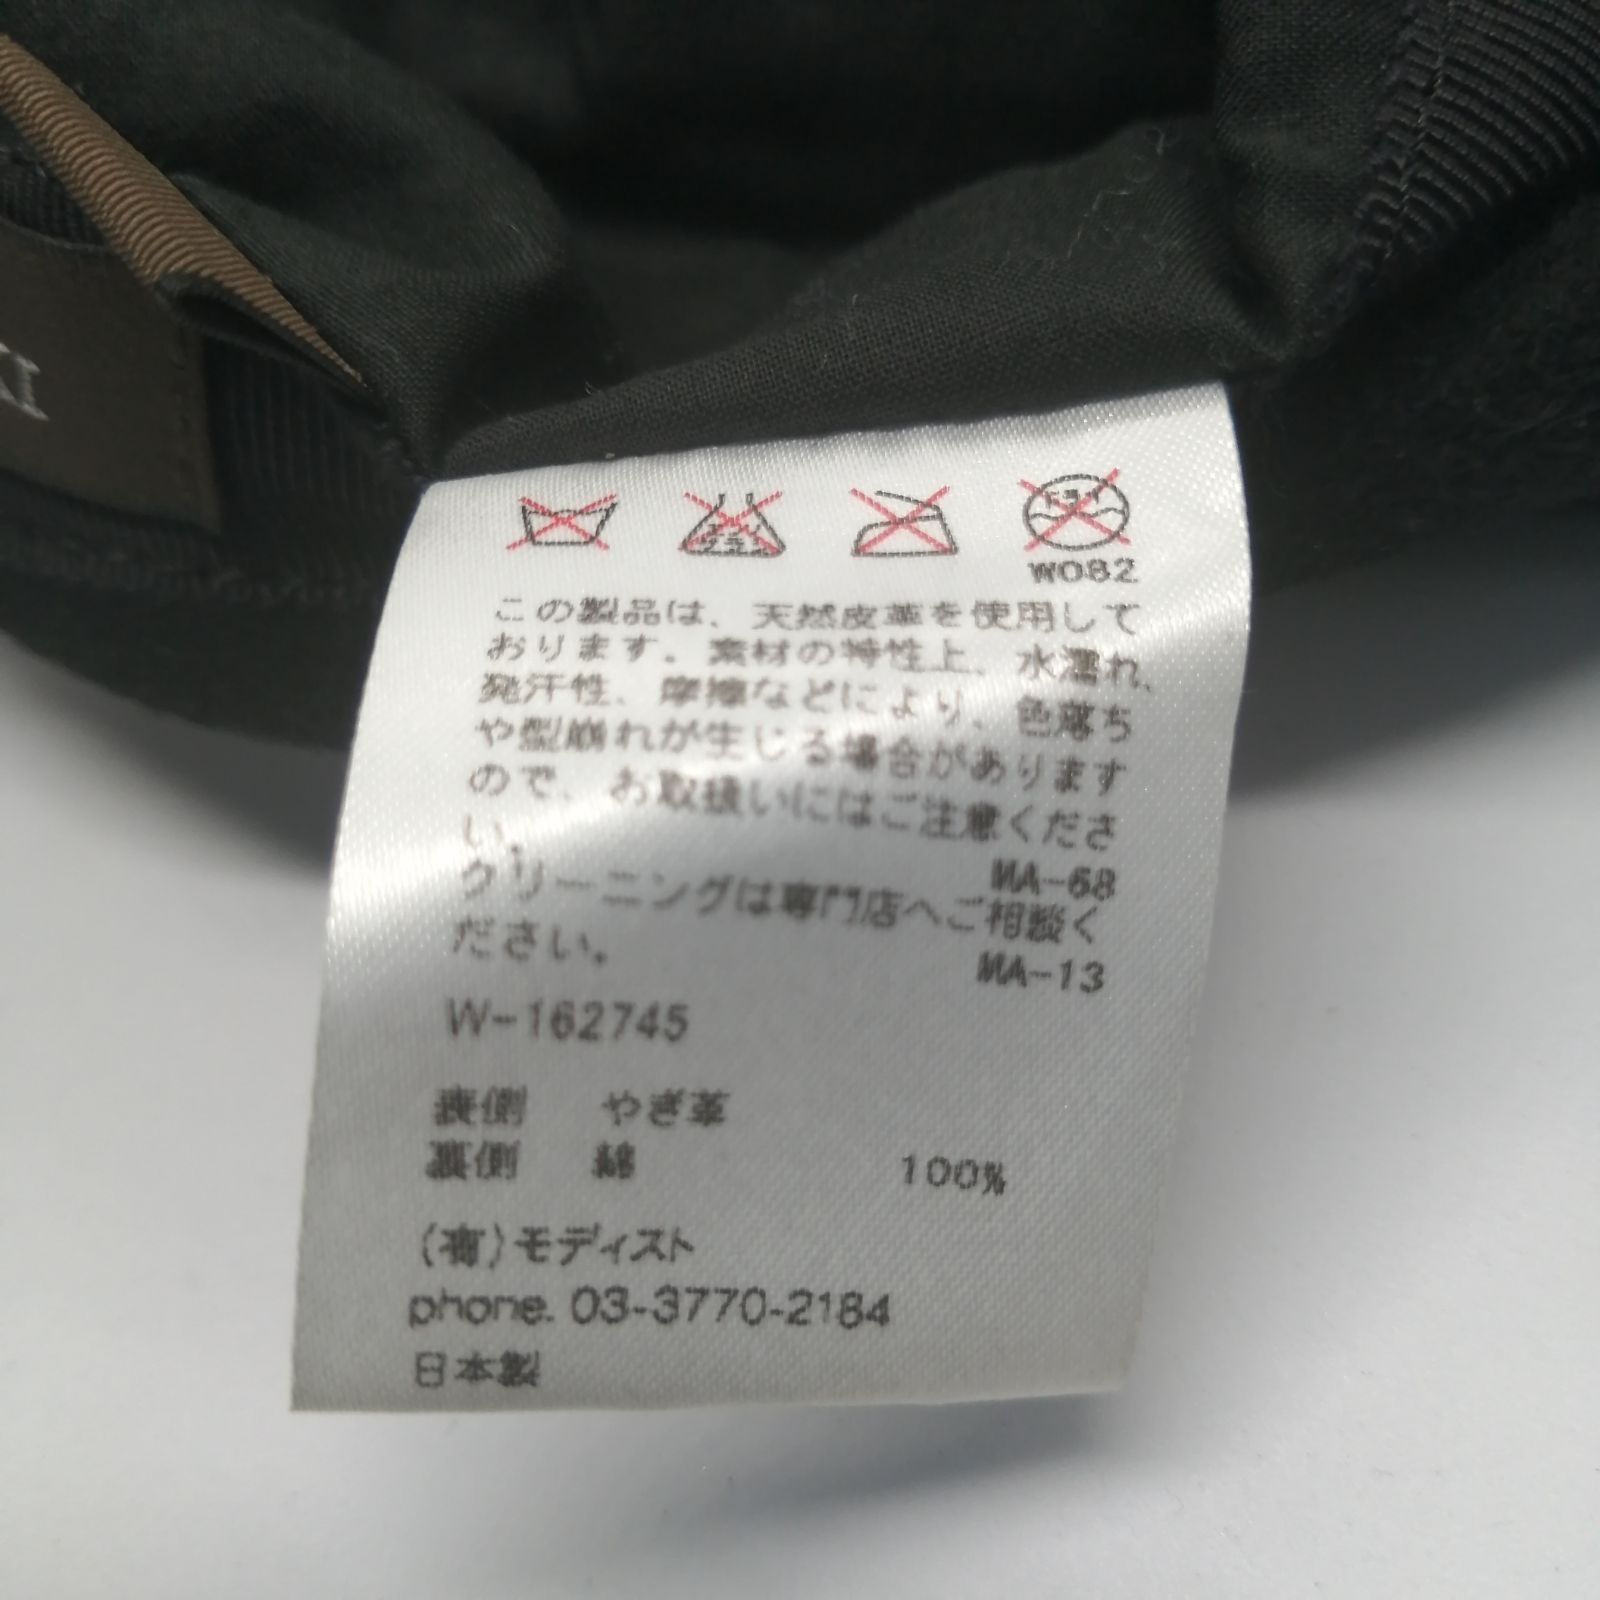 W082
この製品は、天然皮革を使用して
おります。素材の特性上、水濡れ、
発汗性、摩擦などにより、色落ち
や型崩れが生じる場合があります
ので、お取扱いにはご注意くださ
い。
MA-68
クリーニングは専門店へご相談く
ださい。
MA-13
W-162745
表側 やぎ革
裏側 綿 100%
(有)モディスト
phone. 03-3770-2184
日本製